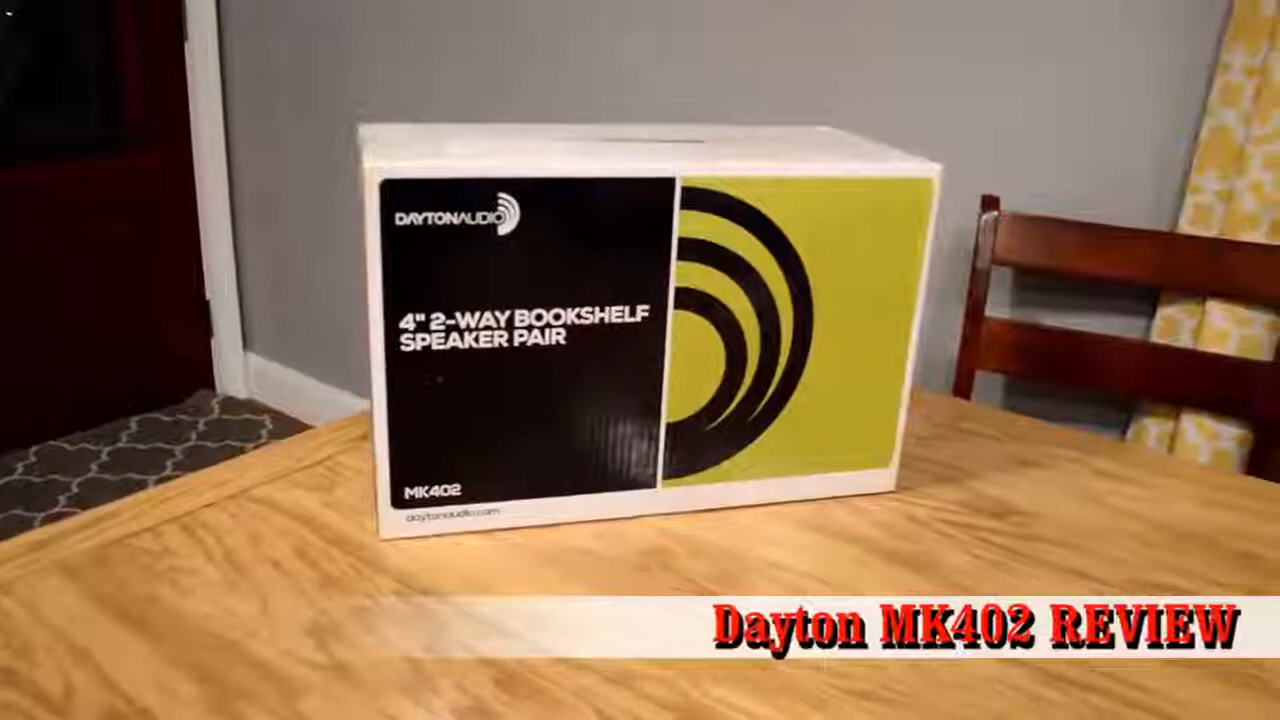 DAYTONAUDIO
4" 2-WAY BOOKSHELF
SPEAKER PAIR
MK402
daytonaudio.com
Dayton MK402 REVIEW